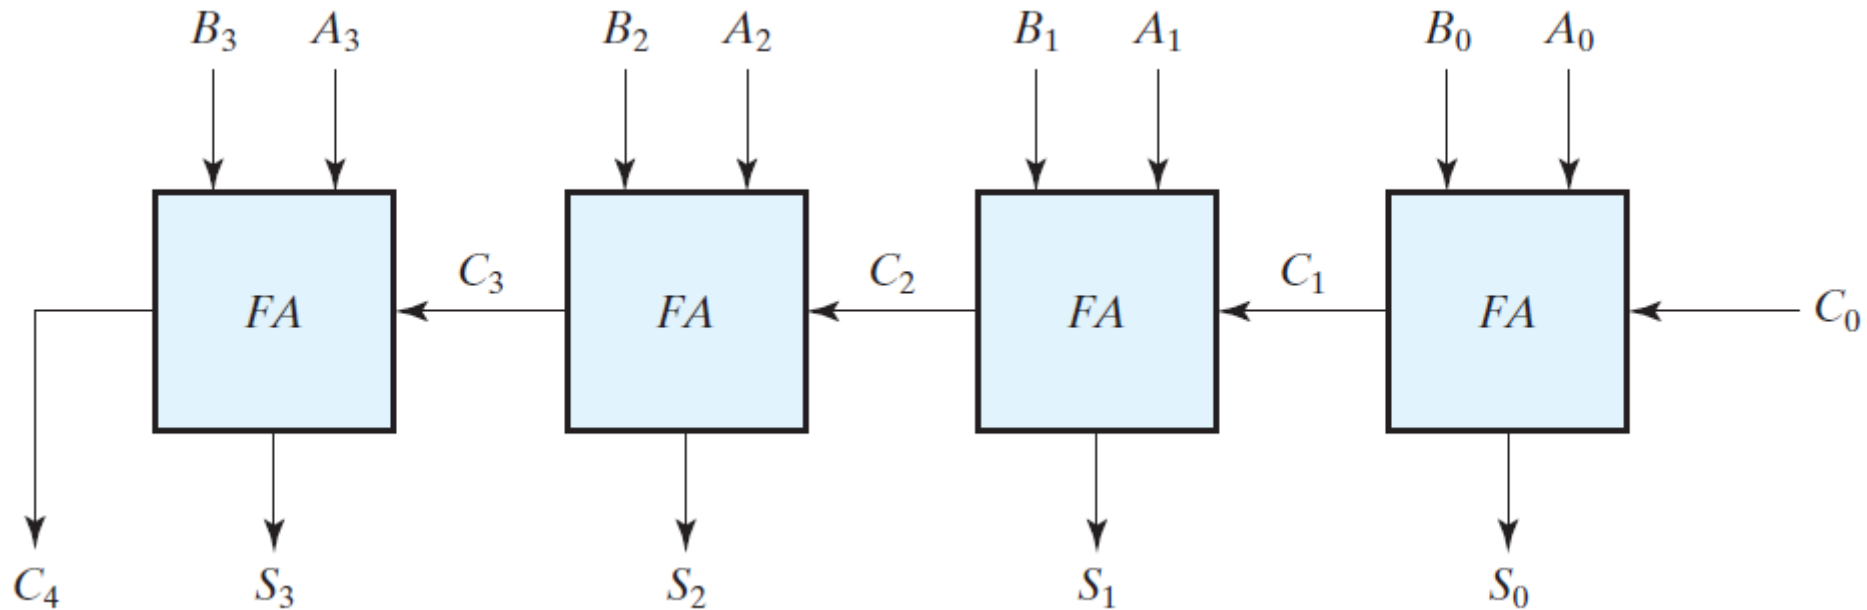 B₃ A₃ B₂ A₂ B₁ A₁ B₀ A₀
C₃ C₂ C₁
FA FA FA FA C₀
C₄ S₃ S₂ S₁ S₀